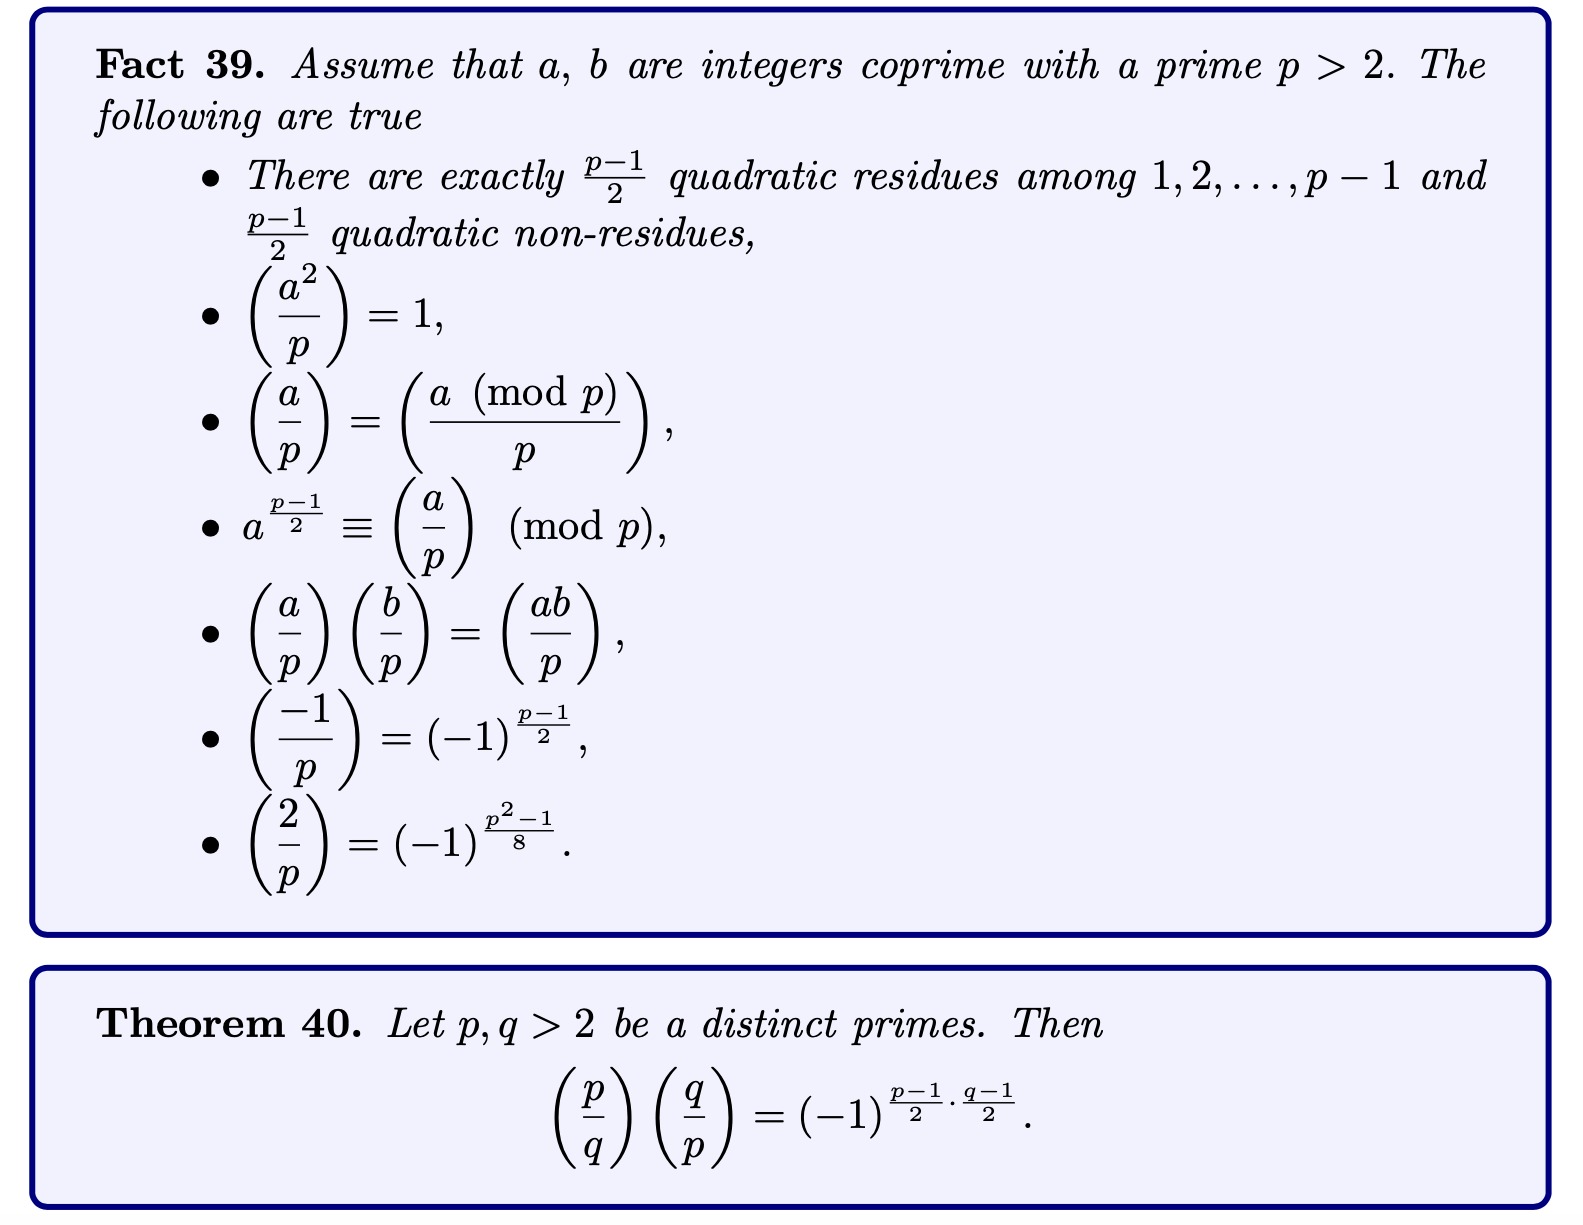 Fact 39. Assume that a, b are integers coprime with a prime p > 2. The
following are true
• There are exactly \frac{p-1}{2} quadratic residues among 1, 2, . . . , p − 1 and
\frac{p-1}{2} quadratic non-residues,
• \left(\frac{a^2}{p}\right) = 1,
• \left(\frac{a}{p}\right) = \left(\frac{a \pmod p}{p}\right),
• a^{\frac{p-1}{2}} ≡ \left(\frac{a}{p}\right) (mod p),
• \left(\frac{a}{p}\right)\left(\frac{b}{p}\right) = \left(\frac{ab}{p}\right),
• \left(\frac{-1}{p}\right) = (−1)^{\frac{p-1}{2}},
• \left(\frac{2}{p}\right) = (−1)^{\frac{p^2-1}{8}}.
Theorem 40. Let p, q > 2 be a distinct primes. Then
\left(\frac{p}{q}\right)\left(\frac{q}{p}\right) = (−1)^{\frac{p-1}{2}·\frac{q-1}{2}}.